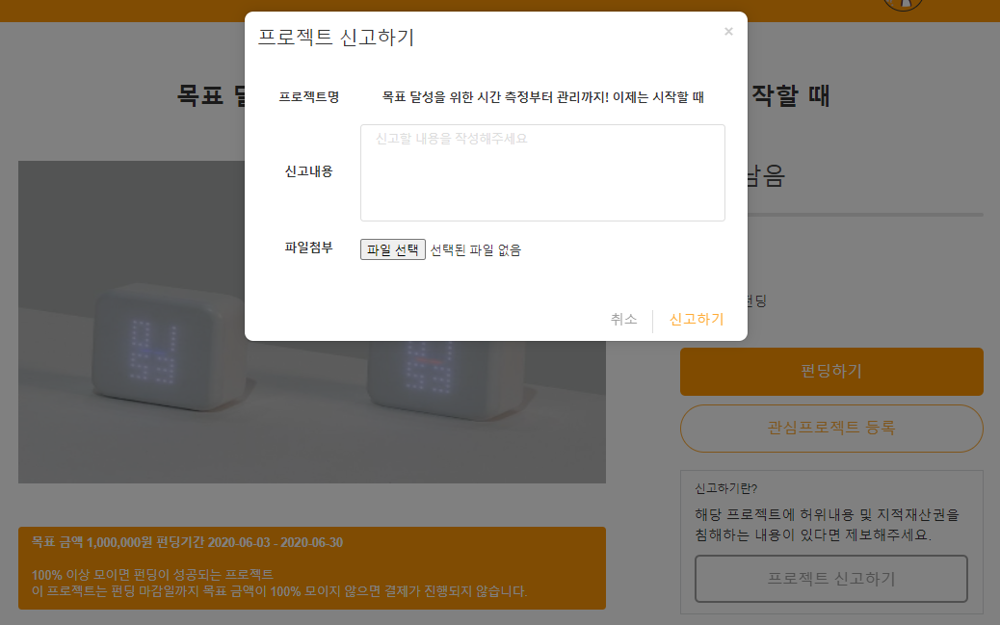 프로젝트 신고하기
×
프로젝트명
목표 달성을 위한 시간 측정부터 관리까지! 이제는 시작할 때
신고내용
신고할 내용을 작성해주세요
파일첨부
파일 선택 선택된 파일 없음
취소
신고하기
목표
작할 때
남음
펀딩하기
관심프로젝트 등록
신고하기란?
해당 프로젝트에 허위내용 및 지적재산권을
침해하는 내용이 있다면 제보해주세요.
프로젝트 신고하기
목표 금액 1,000,000원 펀딩기간 2020-06-03 - 2020-06-30
100% 이상 모이면 펀딩이 성공되는 프로젝트
이 프로젝트는 펀딩 마감일까지 목표 금액이 100% 모이지 않으면 결제가 진행되지 않습니다.